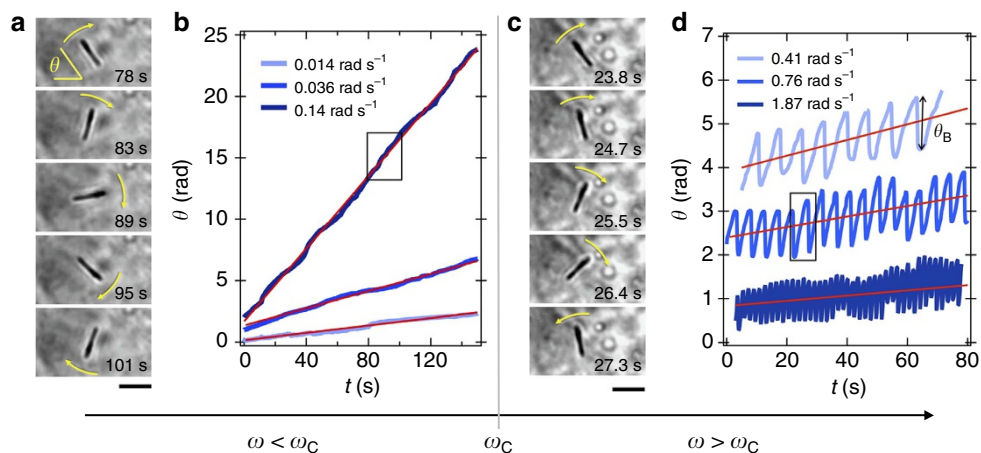 a
θ
78 s
83 s
89 s
95 s
101 s
b
25
20
15
10
5
0
θ (rad)
0.014 rad s⁻¹
0.036 rad s⁻¹
0.14 rad s⁻¹
0 40 80 120
t (s)
c
23.8 s
24.7 s
25.5 s
26.4 s
27.3 s
d
7
6
5
4
3
2
1
0
θ (rad)
0.41 rad s⁻¹
0.76 rad s⁻¹
1.87 rad s⁻¹
θB
0 20 40 60 80
t (s)
ω < ωC ωC ω > ωC